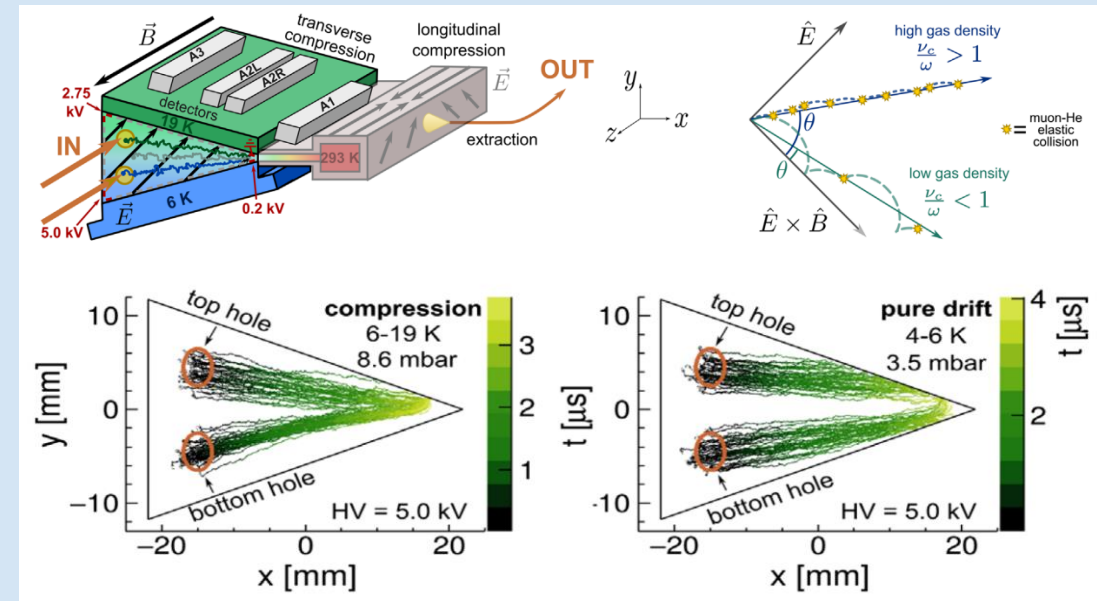 B⃗
transverse
compression
longitudinal
compression
A3
A2L
A2R
A1
E⃗
OUT
2.75
kV
detectors
19 K
IN
293 K
extraction
E⃗
6 K
0.2 kV
5.0 kV
y
x
z
Ê
high gas density
ν_c/ω > 1
θ
θ
= muon-He
elastic
collision
low gas density
ν_c/ω < 1
Ê × B̂
top hole
compression
6-19 K
8.6 mbar
bottom hole
HV = 5.0 kV
y [mm]
10
0
−10
−20
0
20
x [mm]
3
2
1
t [µs]
top hole
pure drift
4-6 K
3.5 mbar
bottom hole
HV = 5.0 kV
10
0
-10
−20
0
20
x [mm]
4
2
t [µs]